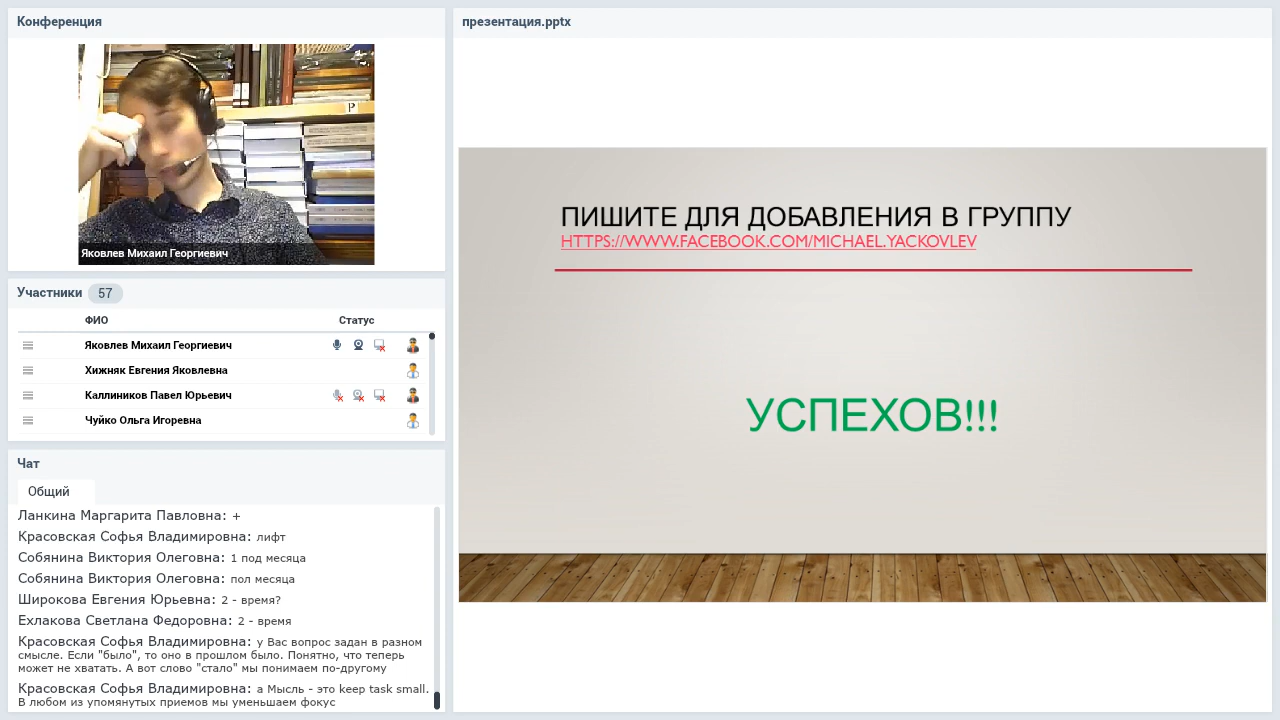 Конференция
Р
Яковлев Михаил Георгиевич
Участники 57
ФИО Статус
Яковлев Михаил Георгиевич
Хижняк Евгения Яковлевна
Каллиников Павел Юрьевич
Чуйко Ольга Игоревна
Чат
Общий
Ланкина Маргарита Павловна: +
Красовская Софья Владимировна: лифт
Собянина Виктория Олеговна: 1 под месяца
Собянина Виктория Олеговна: пол месяца
Широкова Евгения Юрьевна: 2 - время?
Ехлакова Светлана Федоровна: 2 - время
Красовская Софья Владимировна: у Вас вопрос задан в разном
смысле. Если "было", то оно в прошлом было. Понятно, что теперь
может не хватать. А вот слово "стало" мы понимаем по-другому
Красовская Софья Владимировна: а Мысль - это keep task small.
В любом из упомянутых приемов мы уменьшаем фокус
презентация.pptx
ПИШИТЕ ДЛЯ ДОБАВЛЕНИЯ В ГРУППУ
HTTPS://WWW.FACEBOOK.COM/MICHAEL.YACKOVLEV
УСПЕХОВ!!!